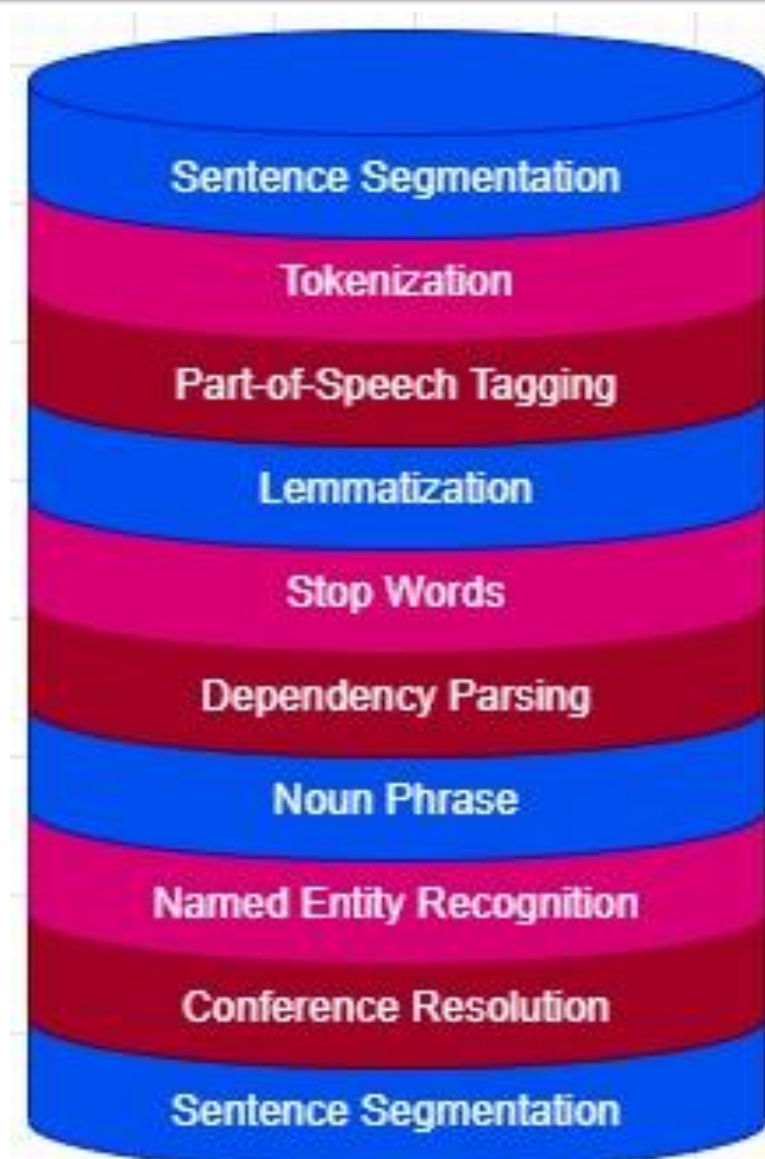 Sentence Segmentation
Tokenization
Part-of-Speech Tagging
Lemmatization
Stop Words
Dependency Parsing
Noun Phrase
Named Entity Recognition
Conference Resolution
Sentence Segmentation